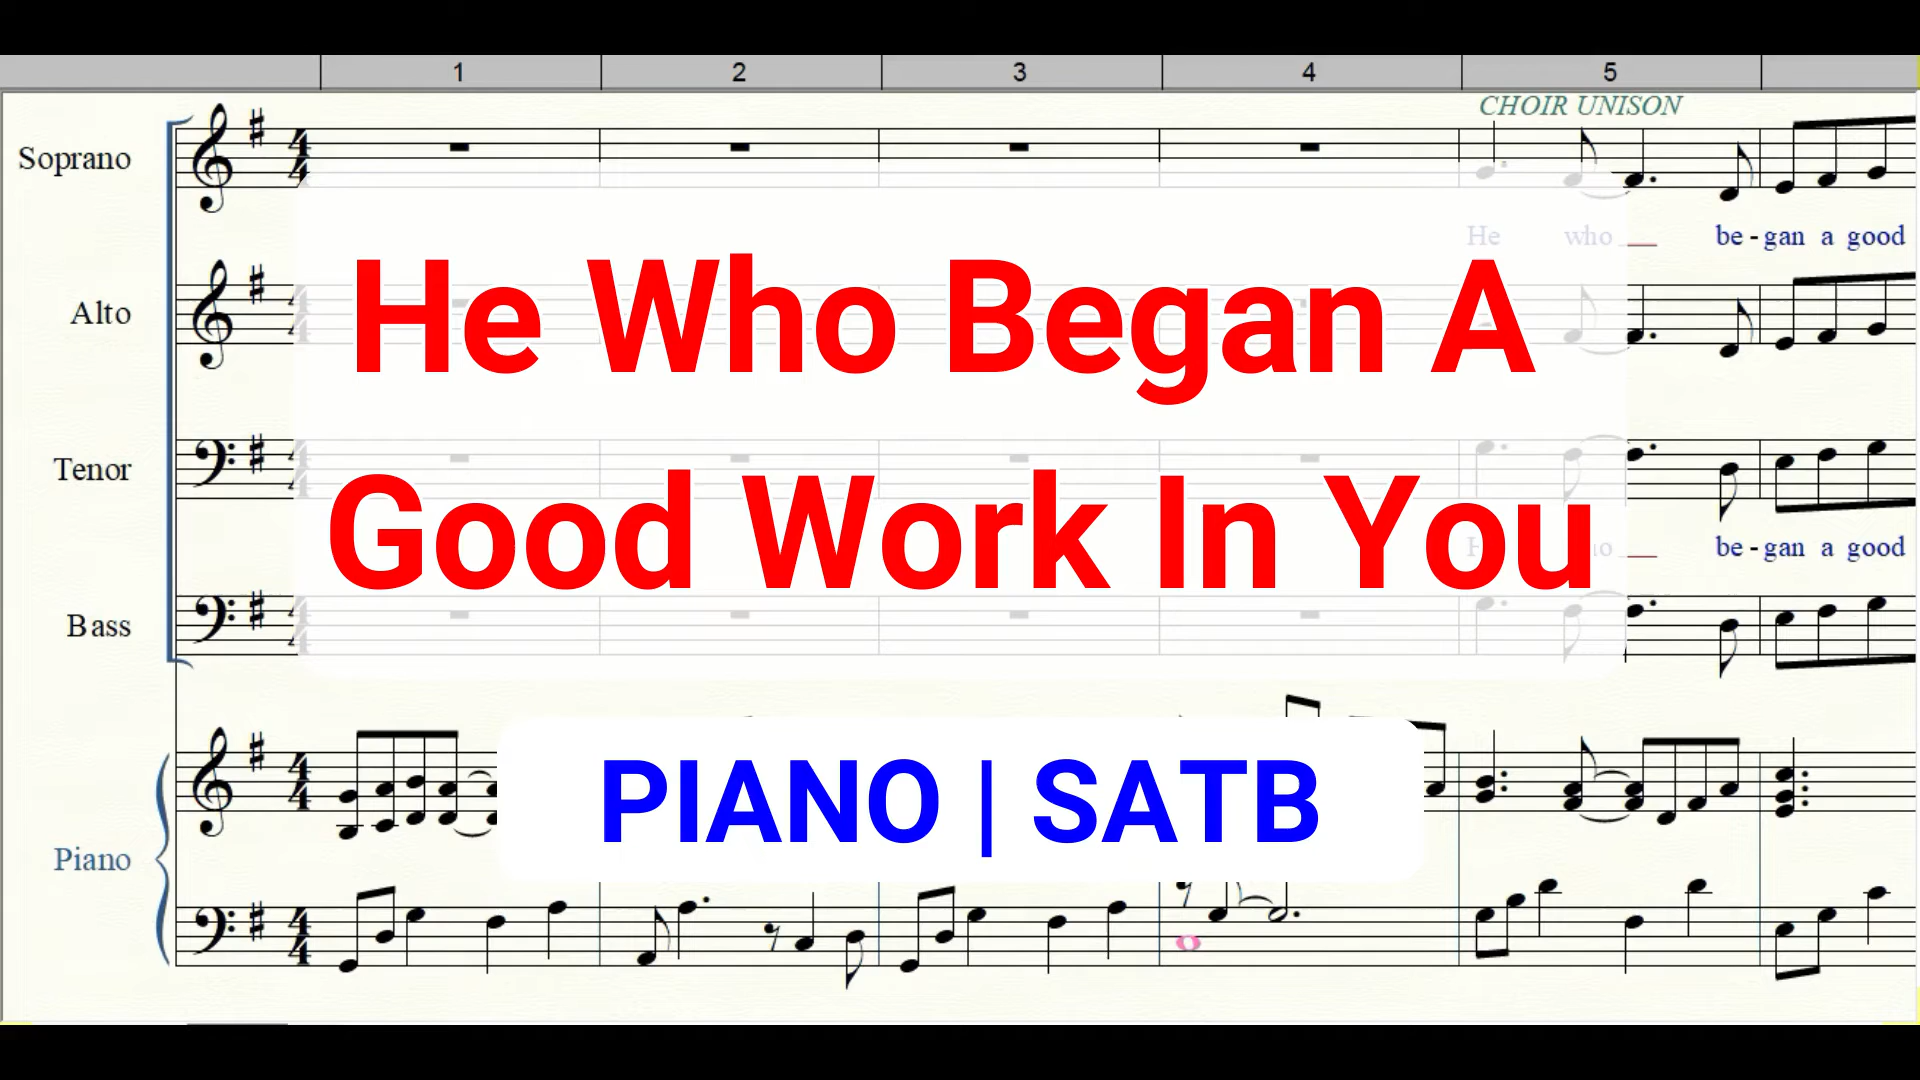 1 2 3 4 5
CHOIR UNISON
Soprano
He who be - gan a good
Alto
He Who Began A
Tenor
Good Work In You
be - gan a good
Bass
PIANO | SATB
Piano